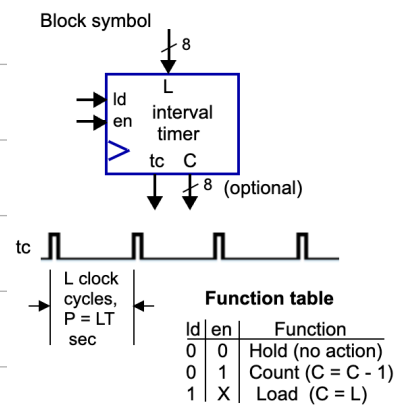 Block symbol
8
L
ld
en
interval
timer
tc C
8 (optional)
tc
L clock
cycles,
P = LT
sec
Function table
ld en Function
0 0 Hold (no action)
0 1 Count (C = C - 1)
1 X Load (C = L)